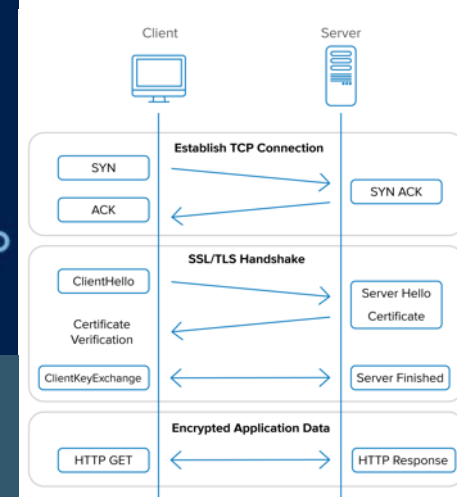 Client
Server
Establish TCP Connection
SYN
SYN ACK
ACK
SSL/TLS Handshake
ClientHello
Server Hello
Certificate
Certificate
Verification
ClientKeyExchange
Server Finished
Encrypted Application Data
HTTP GET
HTTP Response